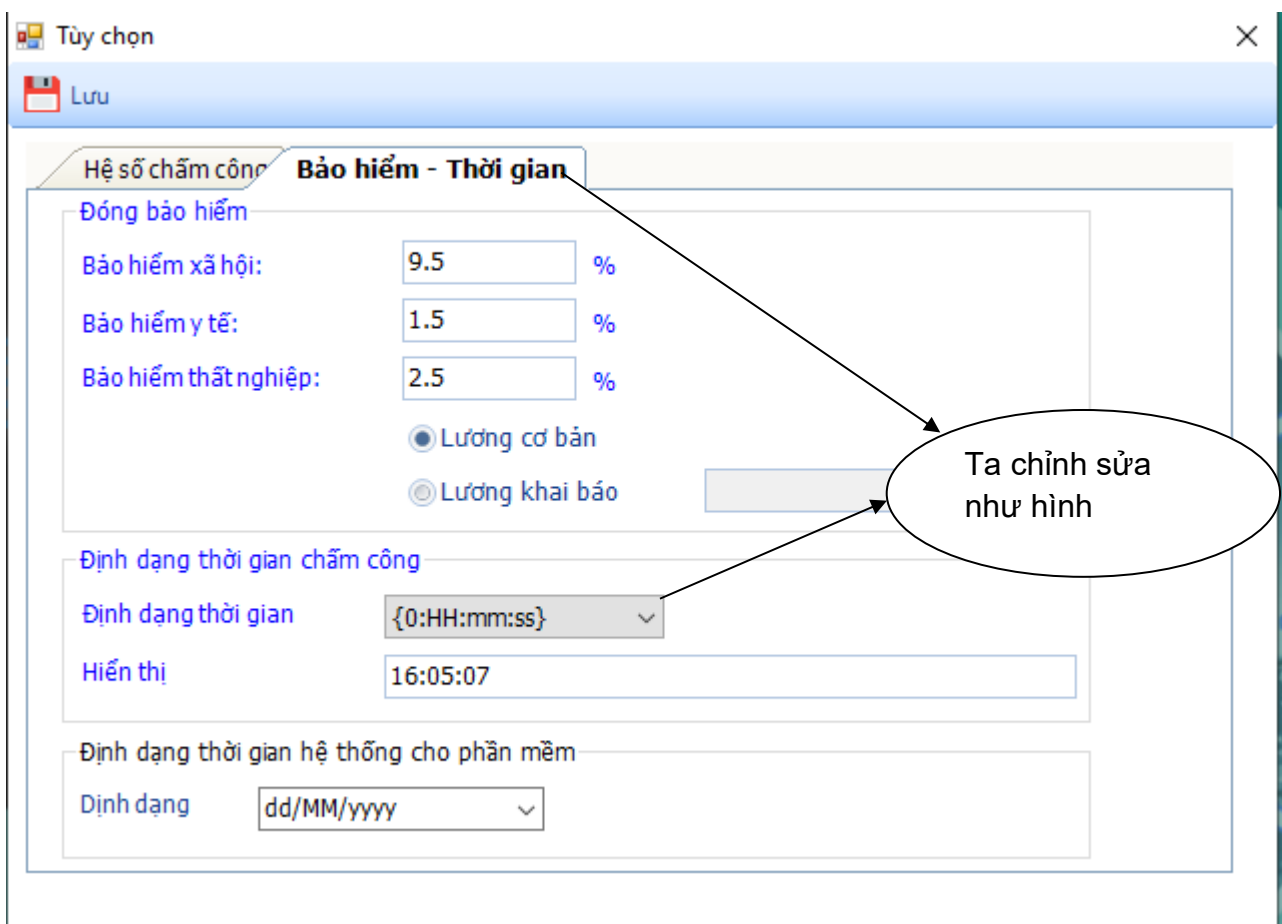 Tùy chọn
Lưu
Hệ số chấm công Bảo hiểm - Thời gian
Đóng bảo hiểm
Bảo hiểm xã hội: 9.5 %
Bảo hiểm y tế: 1.5 %
Bảo hiểm thất nghiệp: 2.5 %
Lương cơ bản
Lương khai báo
Ta chỉnh sửa
như hình
Định dạng thời gian chấm công
Định dạng thời gian {0:HH:mm:ss}
Hiển thị 16:05:07
Định dạng thời gian hệ thống cho phần mềm
Dịnh dạng dd/MM/yyyy